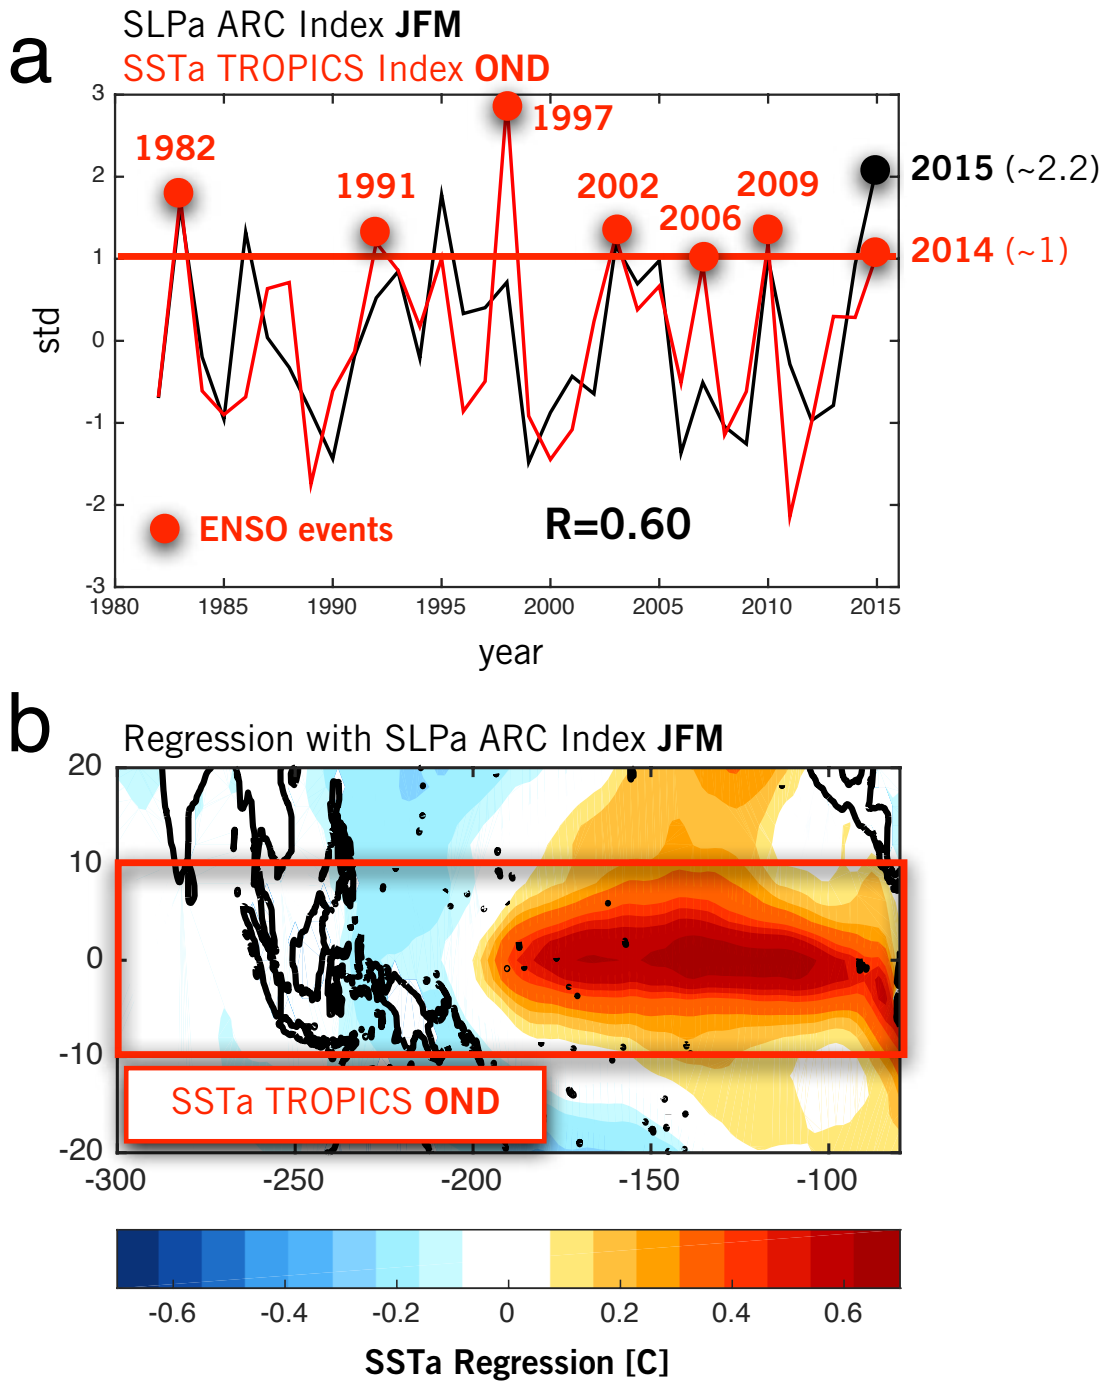 a
SLPa ARC Index JFM
SSTa TROPICS Index OND
3
2
1
0
-1
-2
-3
std
1982
1991
1997
2002
2006
2009
2015 (~2.2)
2014 (~1)
ENSO events
R=0.60
1980 1985 1990 1995 2000 2005 2010 2015
year
b
Regression with SLPa ARC Index JFM
20
10
0
-10
-20
SSTa TROPICS OND
-300 -250 -200 -150 -100
-0.6 -0.4 -0.2 0 0.2 0.4 0.6
SSTa Regression [C]